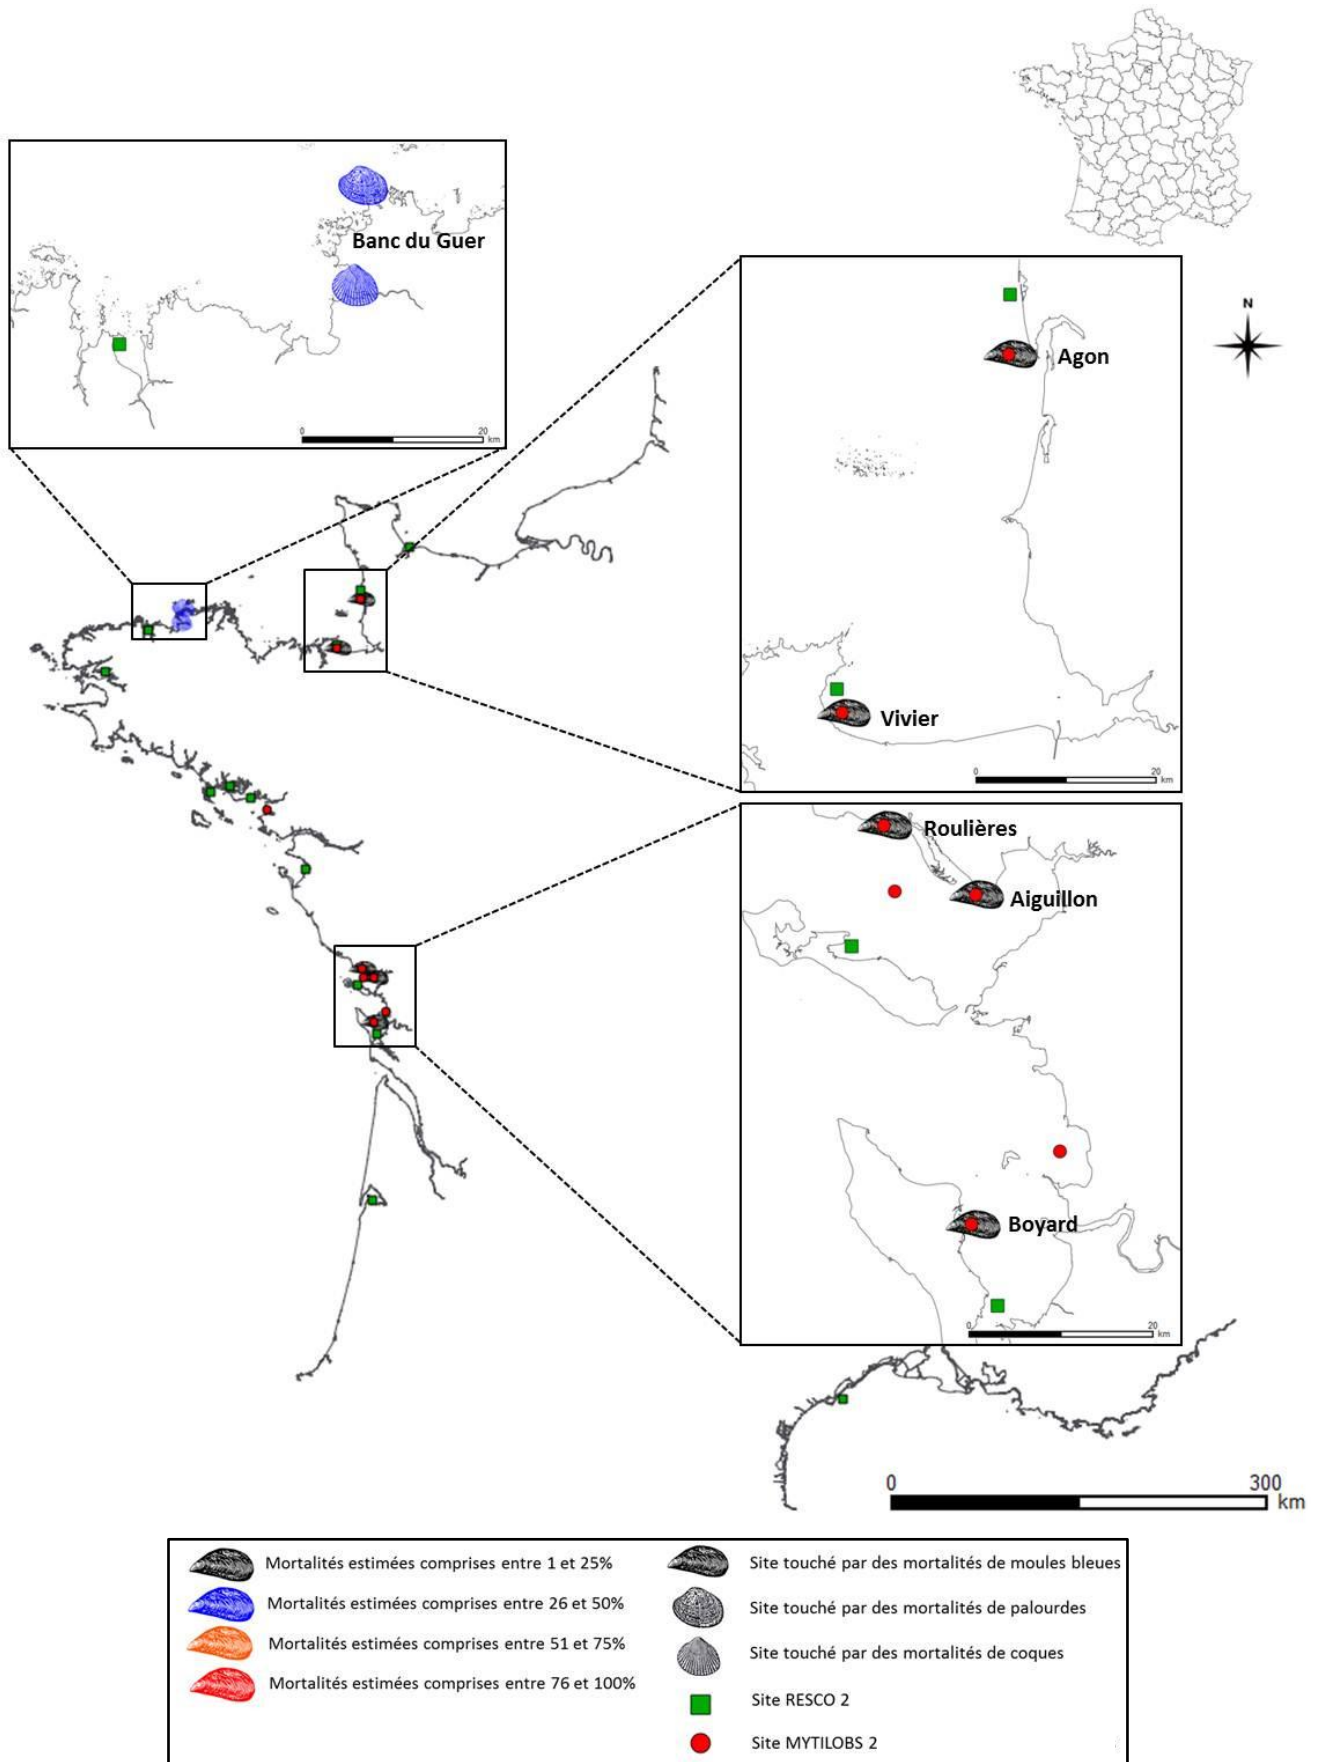 Banc du Guer
0 20
km
N
Agon
Vivier
0 20
km
Roulières
Aiguillon
Boyard
0 20
km
0 300
km
Mortalités estimées comprises entre 1 et 25%
Mortalités estimées comprises entre 26 et 50%
Mortalités estimées comprises entre 51 et 75%
Mortalités estimées comprises entre 76 et 100%
Site touché par des mortalités de moules bleues
Site touché par des mortalités de palourdes
Site touché par des mortalités de coques
Site RESCO 2
Site MYTILOBS 2